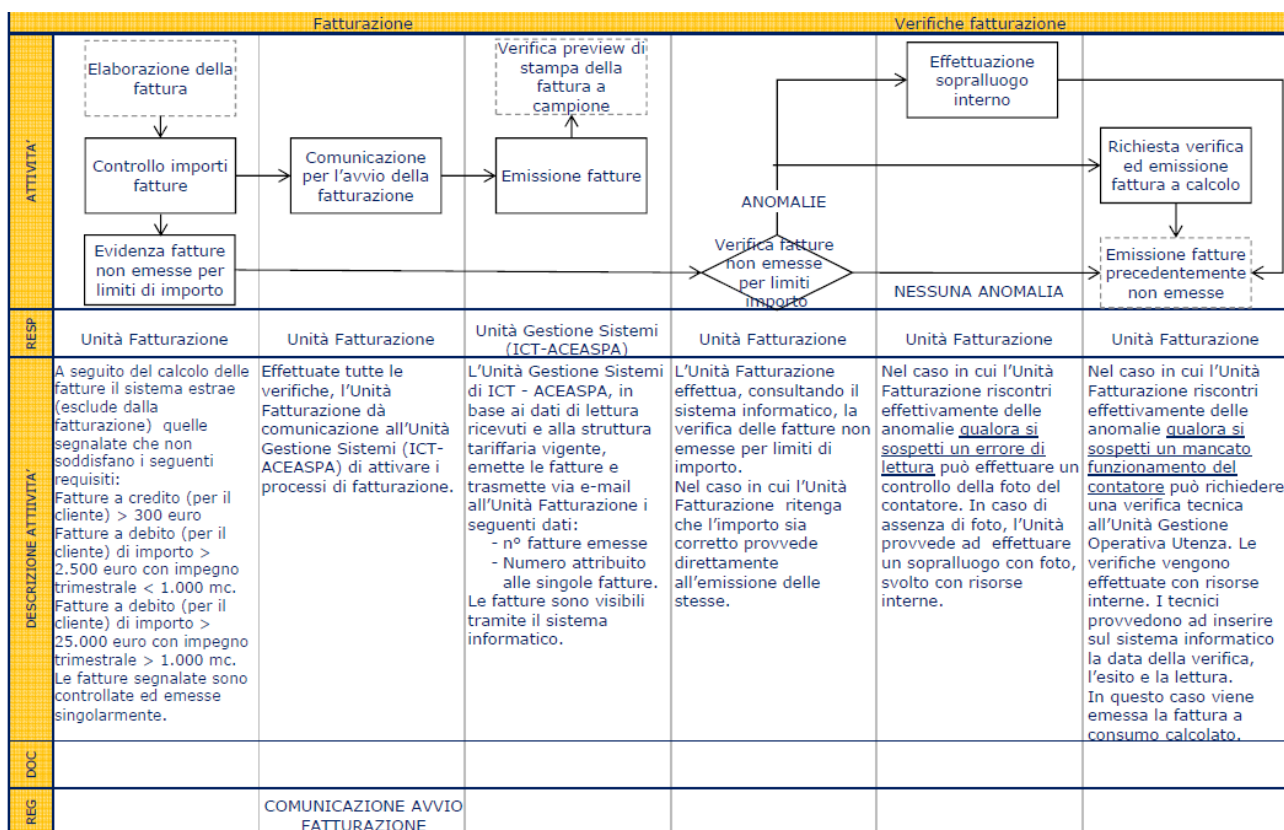 Fatturazione
Verifiche fatturazione
ATTIVITA'
Elaborazione della
fattura
Controllo importi
fatture
Evidenza fatture
non emesse per
limiti di importo
Comunicazione
per l'avvio della
fatturazione
Verifica preview di
stampa della
fattura a
campione
Emissione fatture
ANOMALIE
Verifica fatture
non emesse
per limiti
importo
Effettuazione
sopralluogo
interno
NESSUNA ANOMALIA
Richiesta verifica
ed emissione
fattura a calcolo
Emissione fatture
precedentemente
non emesse
RESP
Unità Fatturazione
Unità Fatturazione
Unità Gestione Sistemi
(ICT-ACEASPA)
Unità Fatturazione
Unità Fatturazione
Unità Fatturazione
DESCRIZIONE ATTIVITA'
A seguito del calcolo delle
fatture il sistema estrae
(esclude dalla
fatturazione) quelle
segnalate che non
soddisfano i seguenti
requisiti:
Fatture a credito (per il
cliente) > 300 euro
Fatture a debito (per il
cliente) di importo >
2.500 euro con impegno
trimestrale < 1.000 mc.
Fatture a debito (per il
cliente) di importo >
25.000 euro con impegno
trimestrale > 1.000 mc.
Le fatture segnalate sono
controllate ed emesse
singolarmente.
Effettuate tutte le
verifiche, l'Unità
Fatturazione dà
comunicazione all'Unità
Gestione Sistemi (ICT-
ACEASPA) di attivare i
processi di fatturazione.
L'Unità Gestione Sistemi
di ICT - ACEASPA, in
base ai dati di lettura
ricevuti e alla struttura
tariffaria vigente,
emette le fatture e
trasmette via e-mail
all'Unità Fatturazione i
seguenti dati:
- n° fatture emesse
- Numero attribuito
alle singole fatture.
Le fatture sono visibili
tramite il sistema
informatico.
L'Unità Fatturazione
effettua, consultando il
sistema informatico, la
verifica delle fatture non
emesse per limiti di
importo.
Nel caso in cui l'Unità
Fatturazione ritenga
che l'importo sia
corretto provvede
direttamente
all'emissione delle
stesse.
Nel caso in cui l'Unità
Fatturazione riscontri
effettivamente delle
anomalie qualora si
sospetti un errore di
lettura può effettuare un
controllo della foto del
contatore. In caso di
assenza di foto, l'Unità
provvede ad effettuare
un sopralluogo con foto,
svolto con risorse
interne.
Nel caso in cui l'Unità
Fatturazione riscontri
effettivamente delle
anomalie qualora si
sospetti un mancato
funzionamento del
contatore può richiedere
una verifica tecnica
all'Unità Gestione
Operativa Utenza. Le
verifiche vengono
effettuate con risorse
interne. I tecnici
provvedono ad inserire
sul sistema informatico
la data della verifica,
l'esito e la lettura.
In questo caso viene
emessa la fattura a
consumo calcolato.
DOC
REG
COMUNICAZIONE AVVIO
FATTURAZIONE